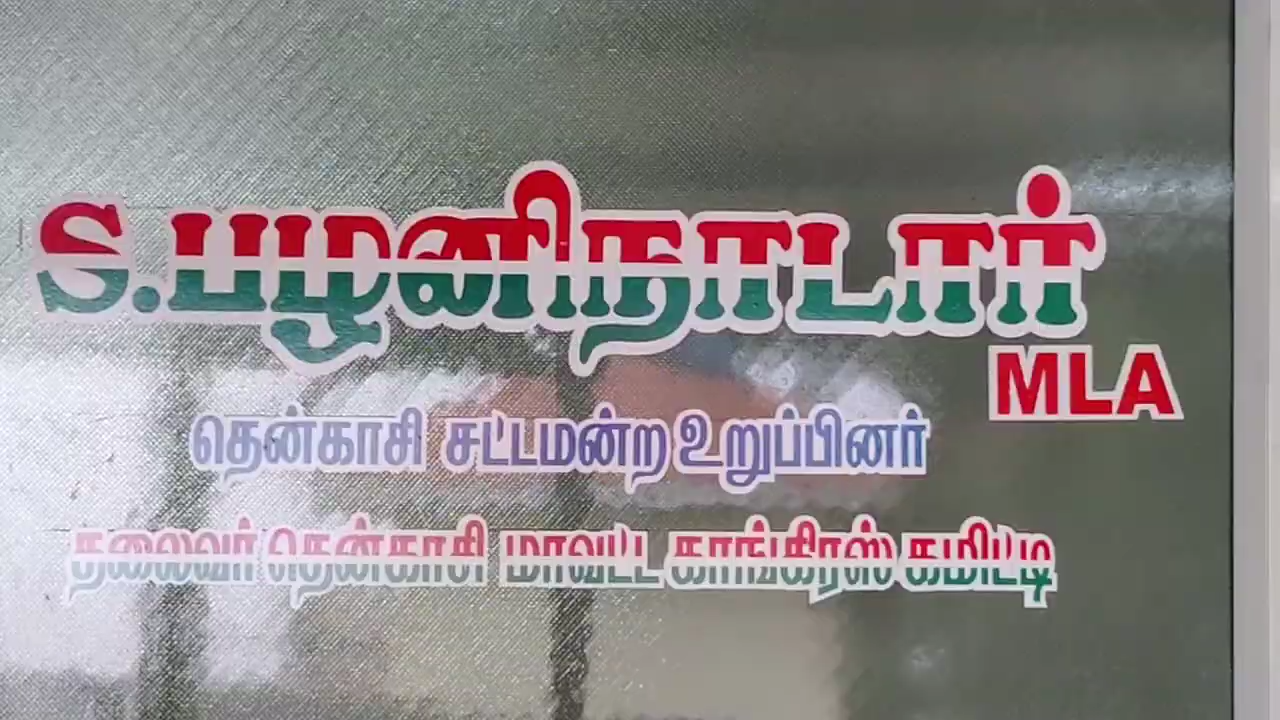 S.பழனிநாடார்
MLA
தென்காசி சட்டமன்ற உறுப்பினர்
தலைவர் தென்காசி மாவட்ட காங்கிரஸ் கமிட்டி